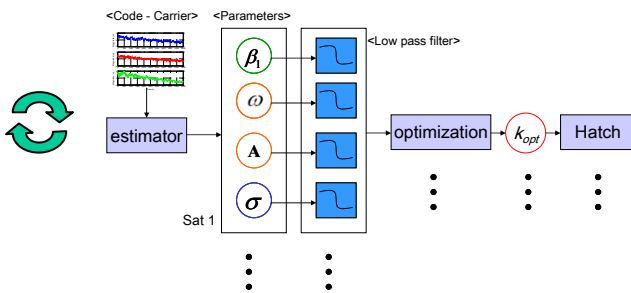 <Code - Carrier>
<Parameters>
<Low pass filter>
β1
ω
A
σ
estimator
optimization
kopt
Hatch
Sat 1